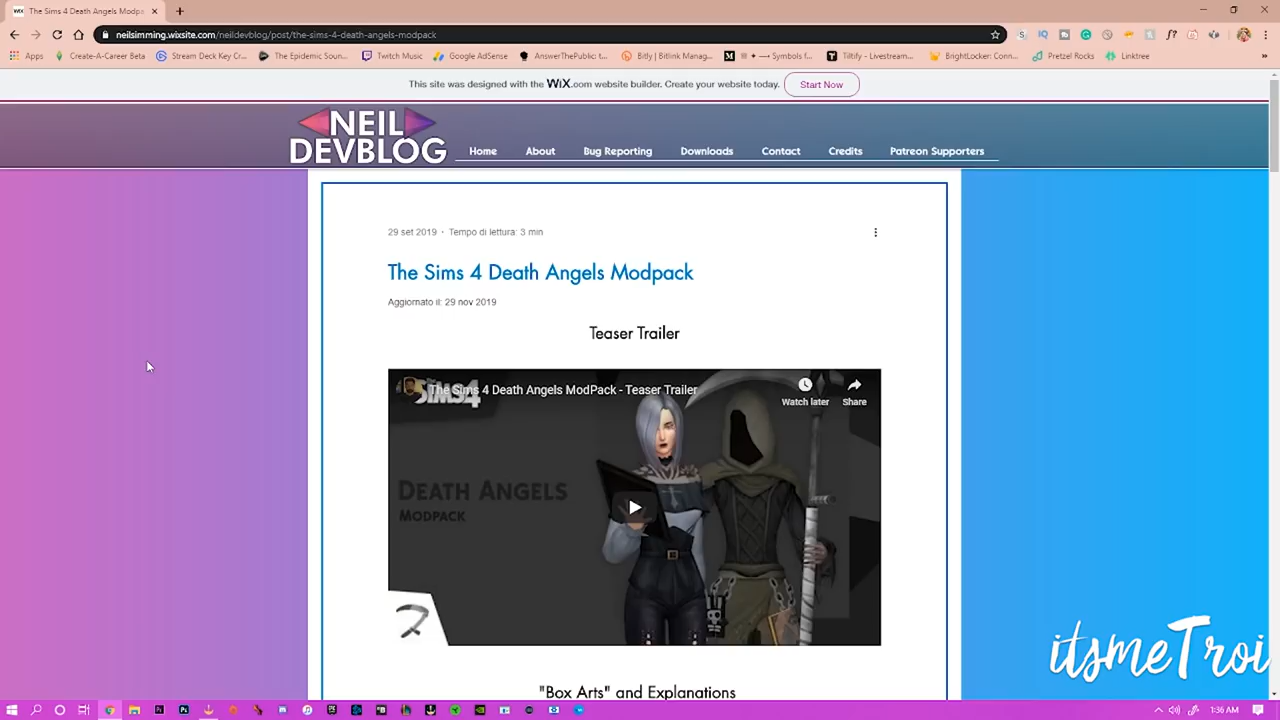 The Sims 4 Death Angels Modpa
neilsimming.wixsite.com/neildevblog/post/the-sims-4-death-angels-modpack
Apps
Create-A-Career Beta
Stream Deck Key Cr...
The Epidemic Soun...
Twitch Music
Google AdSense
AnswerThePublic: t...
Bitly | Bitlink Manag...
Symbols f...
Tiltify - Livestream...
BrightLocker: Conn...
Pretzel Rocks
Linktree
This site was designed with the WiX.com website builder. Create your website today.
Start Now
NEIL
DEVBLOG
Home
About
Bug Reporting
Downloads
Contact
Credits
Patreon Supporters
29 set 2019 · Tempo di lettura: 3 min
The Sims 4 Death Angels Modpack
Aggiornato il: 29 nov 2019
Teaser Trailer
The Sims 4 Death Angels ModPack - Teaser Trailer
SIMS4
Watch later
Share
DEATH ANGELS
MODPACK
"Box Arts" and Explanations
itsmeTroi
1:36 AM